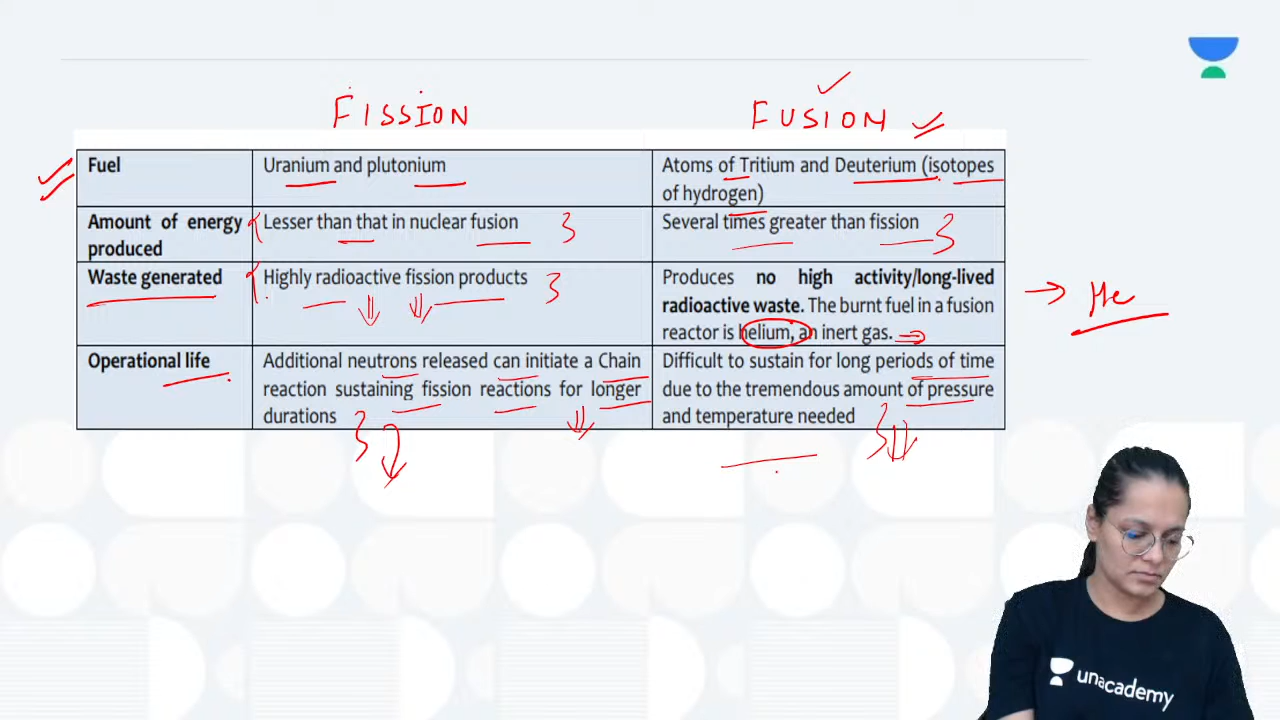 FISSION
FUSION
Fuel
Uranium and plutonium
Atoms of Tritium and Deuterium (isotopes
of hydrogen)
Amount of energy
produced
Lesser than that in nuclear fusion
Several times greater than fission
Waste generated
Highly radioactive fission products
Produces no high activity/long-lived
radioactive waste. The burnt fuel in a fusion
reactor is helium, an inert gas.
He
Operational life
Additional neutrons released can initiate a Chain
reaction sustaining fission reactions for longer
durations
Difficult to sustain for long periods of time
due to the tremendous amount of pressure
and temperature needed
unacademy